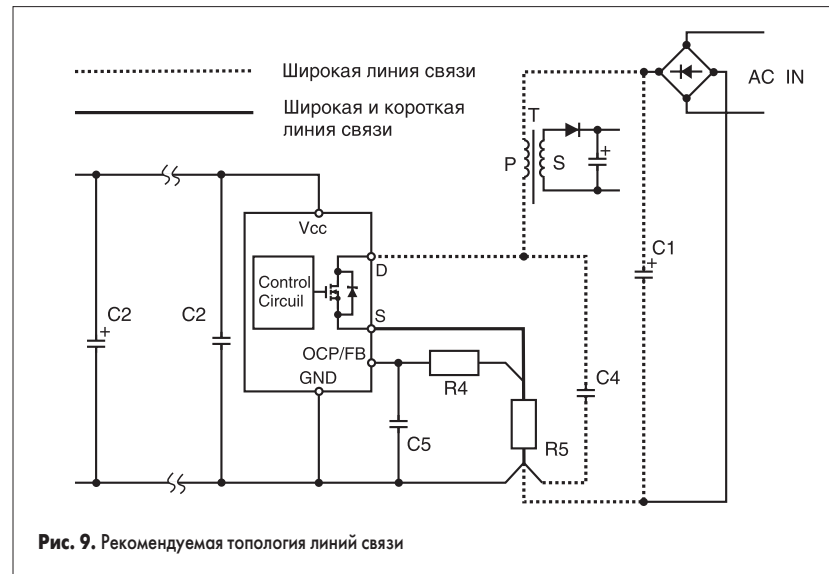 Широкая линия связи
Широкая и короткая
линия связи
AC IN
T
P
S
C1
Vcc
D
Control
Circuil
S
OCP/FB
GND
C2
+
C2
R4
C4
C5
R5
+
+
Рис. 9. Рекомендуемая топология линий связи